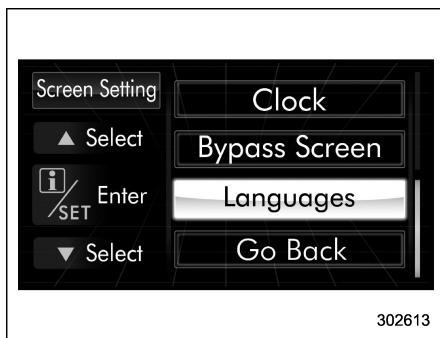 Screen Setting
▲ Select
i/SET Enter
▼ Select
Clock
Bypass Screen
Languages
Go Back
302613